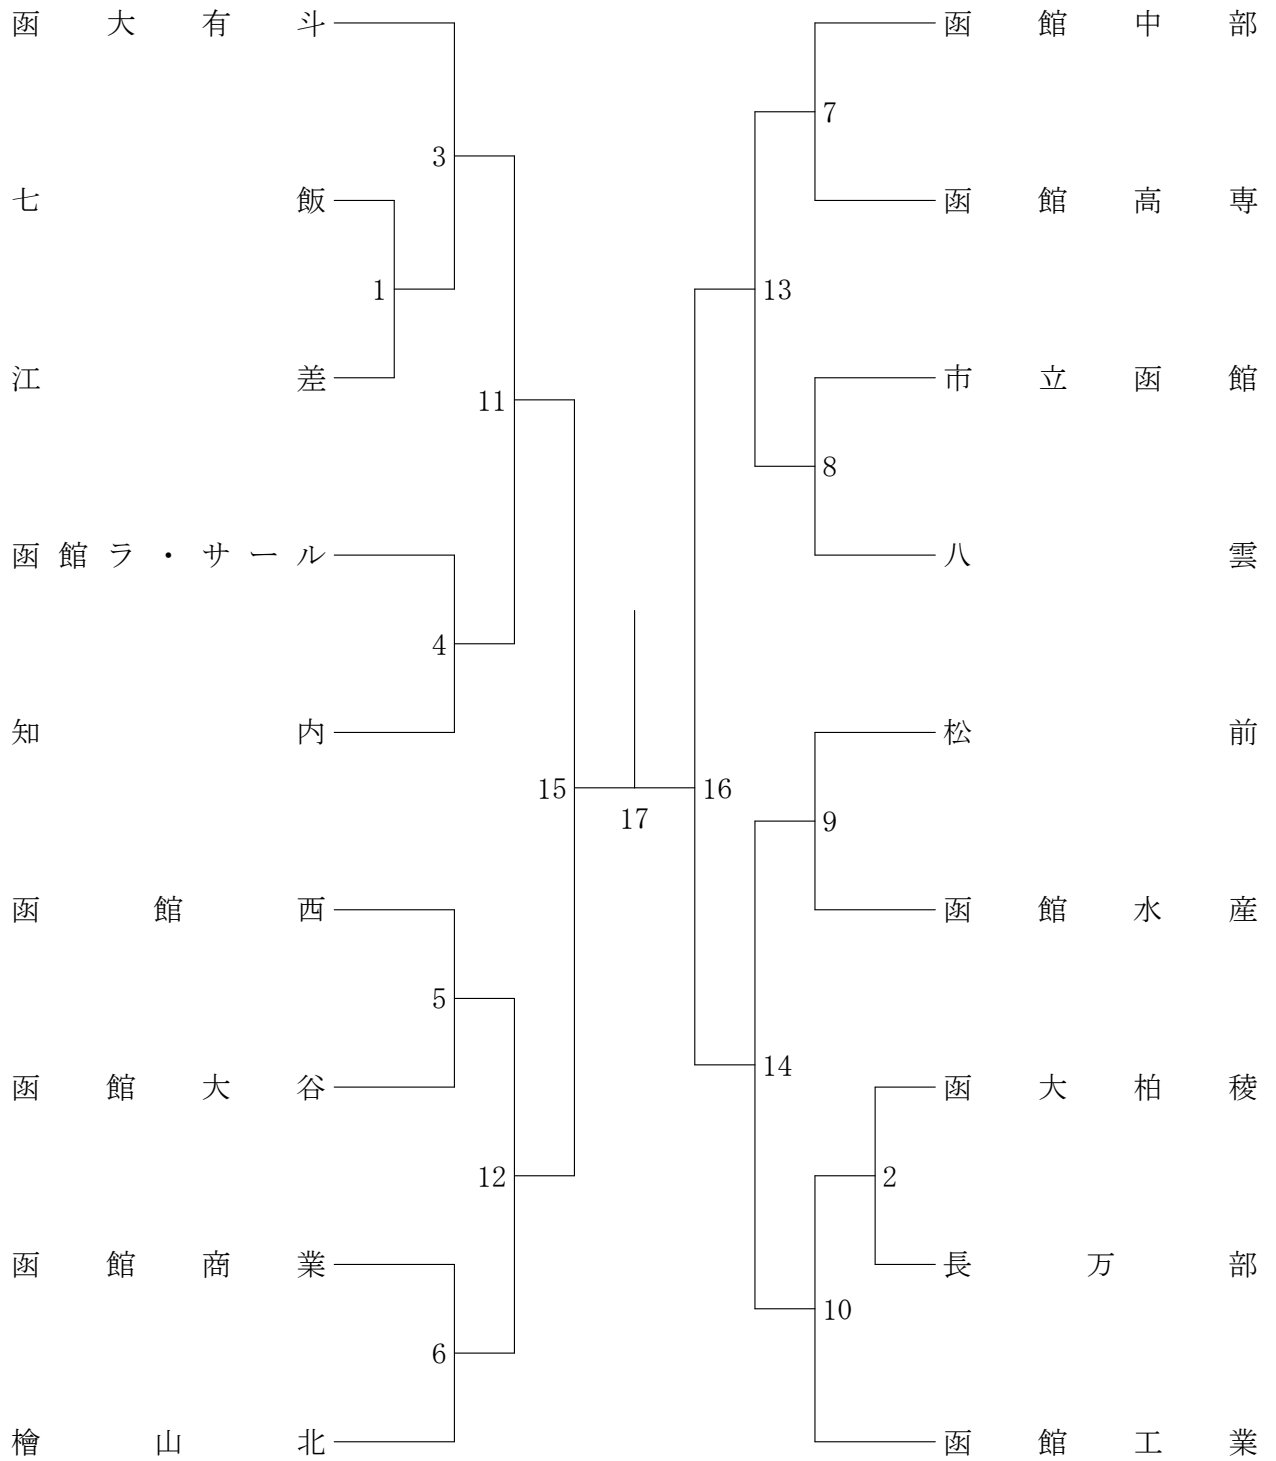 函大有斗
函館中部
7
3
七飯
函館高専
1
13
江差
市立函館
11
8
函館ラ・サール
八雲
4
知内
松前
15
16
17
9
函館西
函館水産
5
14
函館大谷
函大柏稜
12
2
函館商業
長万部
10
6
檜山北
函館工業